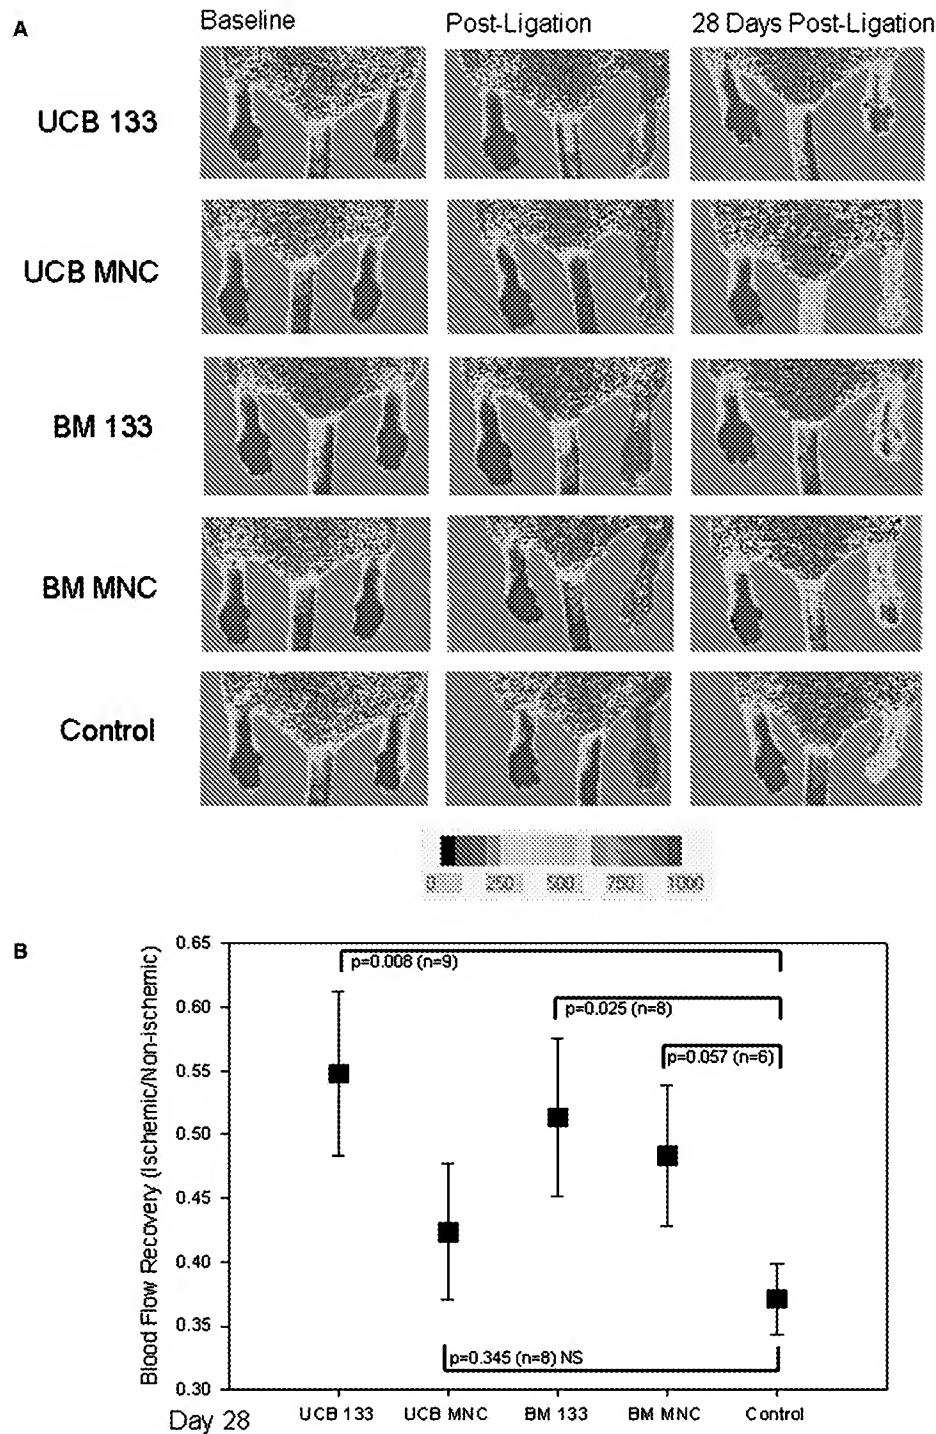 A
Baseline
Post-Ligation
28 Days Post-Ligation
UCB 133
UCB MNC
BM 133
BM MNC
Control
0 250 500 750 1000
B
Blood Flow Recovery (Ischemic/Non-ischemic)
0.65
0.60
0.55
0.50
0.45
0.40
0.35
0.30
p=0.008 (n=9)
p=0.025 (n=8)
p=0.057 (n=6)
p=0.345 (n=8) NS
Day 28
UCB 133
UCB MNC
BM 133
BM MNC
Control